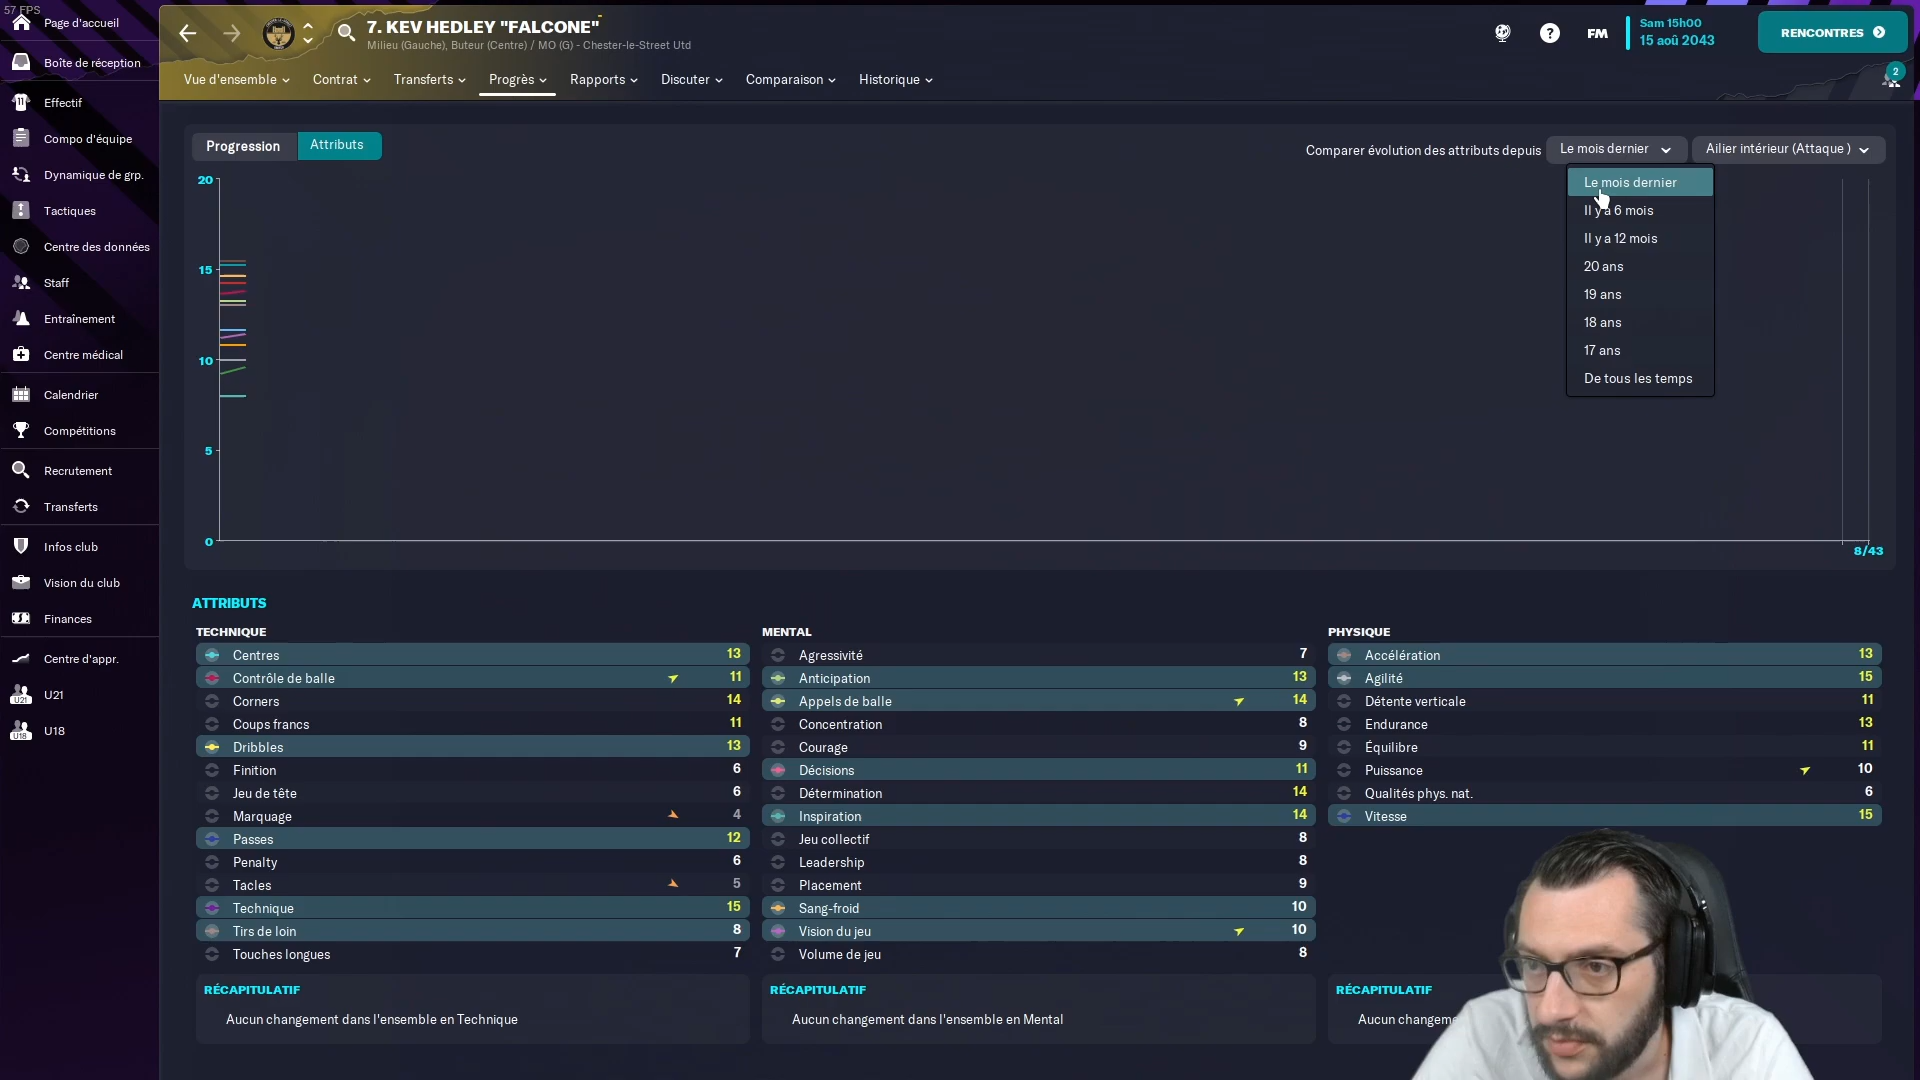 57 FPS
Page d'accueil
Boîte de réception
Effectif
Compo d'équipe
Dynamique de grp.
Tactiques
Centre des données
Staff
Entraînement
Centre médical
Calendrier
Compétitions
Recrutement
Transferts
Infos club
Vision du club
Finances
Centre d'appr.
U21
U21
U18
U18
7. KEV HEDLEY "FALCONE"
Milieu (Gauche), Buteur (Centre) / MO (G) - Chester-le-Street Utd
FM
Sam 15h00
15 aoû 2043
RENCONTRES
2
Vue d'ensemble
Contrat
Transferts
Progrès
Rapports
Discuter
Comparaison
Historique
Progression
Attributs
Comparer évolution des attributs depuis
Le mois dernier
Ailier intérieur (Attaque )
Le mois dernier
Il y a 6 mois
Il y a 12 mois
20 ans
19 ans
18 ans
17 ans
De tous les temps
20
15
10
5
0
8/43
ATTRIBUTS
TECHNIQUE
Centres 13
Contrôle de balle 11
Corners 14
Coups francs 11
Dribbles 13
Finition 6
Jeu de tête 6
Marquage 4
Passes 12
Penalty 6
Tacles 5
Technique 15
Tirs de loin 8
Touches longues 7
RÉCAPITULATIF
Aucun changement dans l'ensemble en Technique
MENTAL
Agressivité 7
Anticipation 13
Appels de balle 14
Concentration 8
Courage 9
Décisions 11
Détermination 14
Inspiration 14
Jeu collectif 8
Leadership 8
Placement 9
Sang-froid 10
Vision du jeu 10
Volume de jeu 8
RÉCAPITULATIF
Aucun changement dans l'ensemble en Mental
PHYSIQUE
Accélération 13
Agilité 15
Détente verticale 11
Endurance 13
Équilibre 11
Puissance 10
Qualités phys. nat. 6
Vitesse 15
RÉCAPITULATIF
Aucun changeme